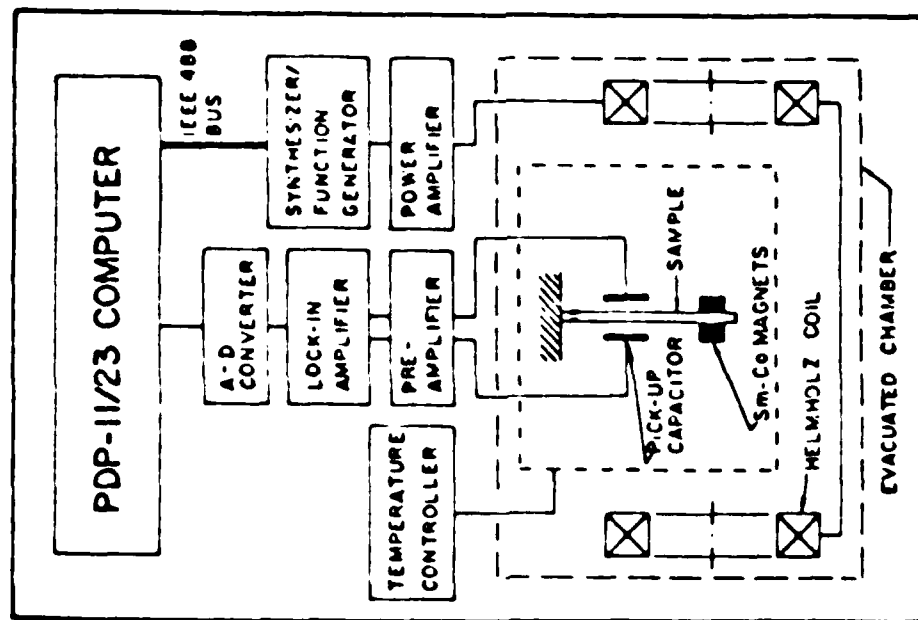 PDP-11/23 COMPUTER
IEEE 488
BUS
A-D
CONVERTER
SYNTHESIZER/
FUNCTION
GENERATOR
LOCK-IN
AMPLIFIER
POWER
AMPLIFIER
PRE-
AMPLIFIER
TEMPERATURE
CONTROLLER
SAMPLE
PICK-UP
CAPACITOR
Sm-Co MAGNETS
HELMHOLZ COIL
EVACUATED CHAMBER